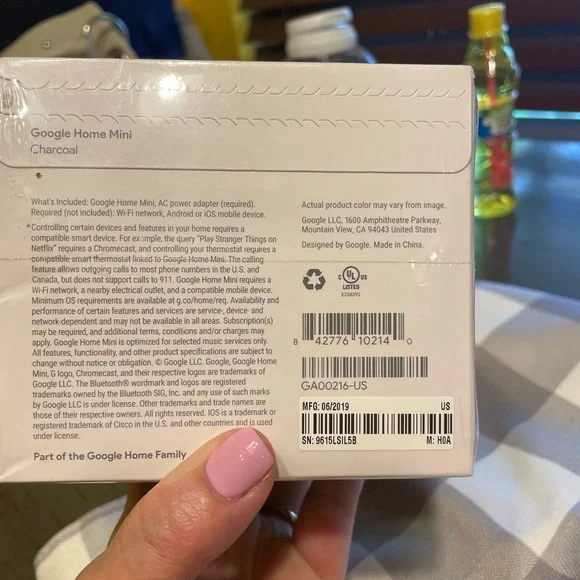 Google Home Mini
Charcoal
What's Included: Google Home Mini, AC power adapter (required).
Required (not included): Wi-Fi network, Android or iOS mobile device.
*Controlling certain devices and features in your home requires a
compatible smart device. For example, the query "Play Stranger Things on
Netflix" requires a Chromecast, and controlling your thermostat requires a
compatible smart thermostat linked to Google Home Mini. The calling
feature allows outgoing calls to most phone numbers in the U.S. and
Canada, but does not support calls to 911. Google Home Mini requires a
Wi-Fi network, a nearby electrical outlet, and a compatible mobile device.
Minimum OS requirements are available at g.co/home/req. Availability and
performance of certain features and services are service-, device- and
network-dependent and may not be available in all areas. Subscription(s)
may be required, and additional terms, conditions and/or charges may
apply. Google Home Mini is optimized for selected music services only.
All features, functionality, and other product specifications are subject to
change without notice or obligation. © Google LLC. Google, Google Home
Mini, G logo, Chromecast, and their respective logos are trademarks of
Google LLC. The Bluetooth® wordmark and logos are registered
trademarks owned by the Bluetooth SIG, Inc. and any use of such marks
by Google LLC is under license. Other trademarks and trade names are
those of their respective owners. All rights reserved. IOS is a trademark or
registered trademark of Cisco in the U.S. and other countries and is used
under license.
Part of the Google Home Family
Actual product color may vary from image.
Google LLC, 1600 Amphitheatre Parkway,
Mountain View, CA 94043 United States
Designed by Google. Made in China.
C UL US
LISTED
E258392
8 42776 10214 0
GA00216-US
MFG: 06/2019 US
SN: 9615LSIL5B M: H0A